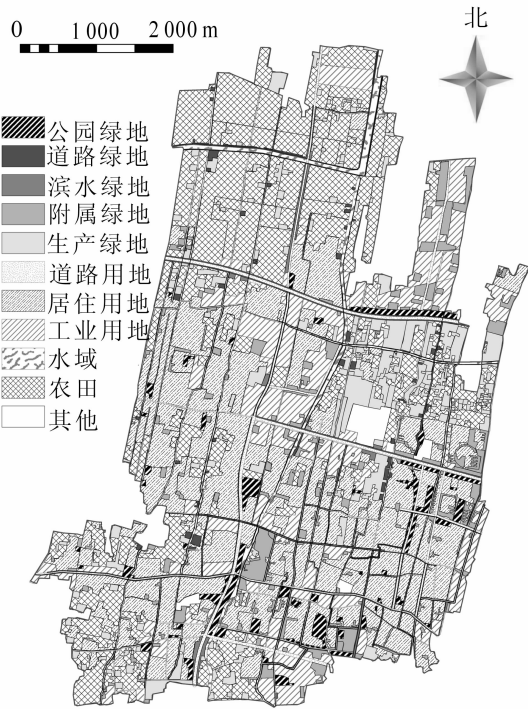 0 1 000 2 000 m
北
公园绿地
道路绿地
滨水绿地
附属绿地
生产绿地
道路用地
居住用地
工业用地
水域
农田
其他